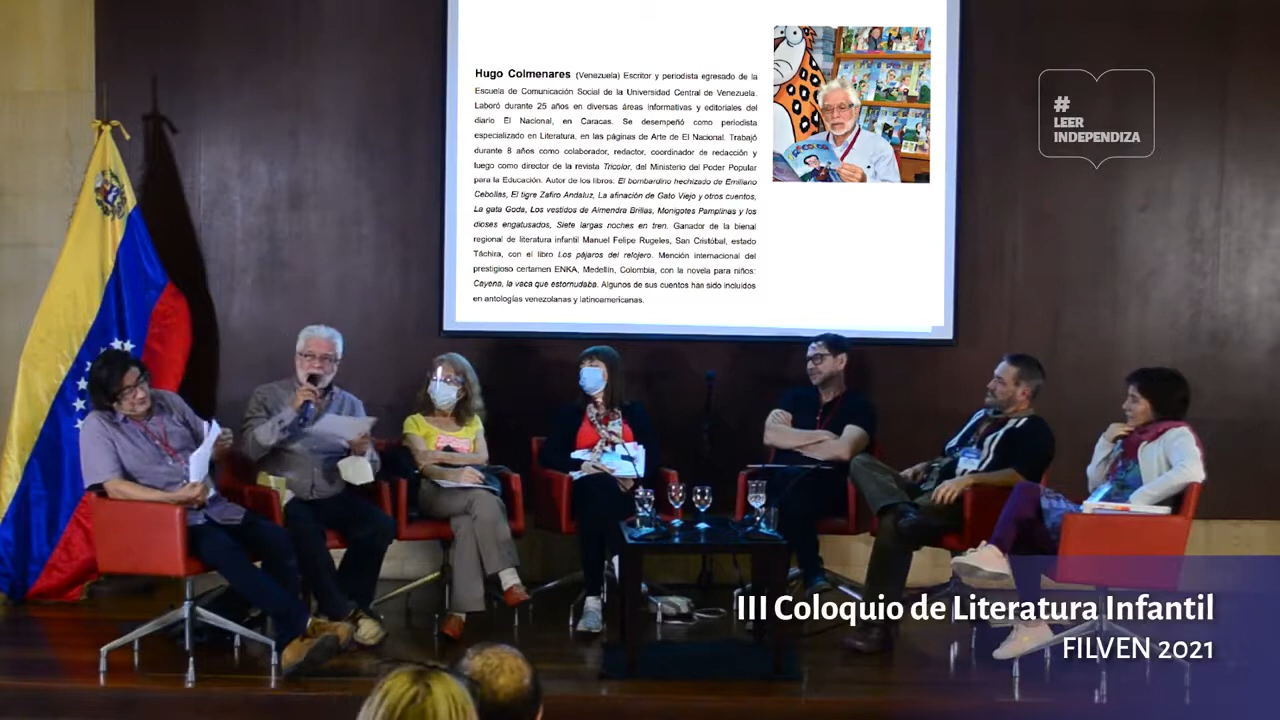 Hugo Colmenares (Venezuela) Escritor y periodista egresado de la
Escuela de Comunicación Social de la Universidad Central de Venezuela.
Laboró durante 25 años en diversas áreas informativas y editoriales del
diario El Nacional, en Caracas. Se desempeñó como periodista
especializado en Literatura, en las páginas de Arte de El Nacional. Trabajó
durante 8 años como colaborador, redactor, coordinador de redacción y
luego como director de la revista Tricolor, del Ministerio del Poder Popular
para la Educación. Autor de los libros: El bombardino hechizado de Emiliano
Cebollas, El tigre Zafiro Andaluz, La afinación de Gato Viejo y otros cuentos,
La gata Goda, Los vestidos de Almendra Brillas, Monigotes Pamplinas y los
dioses engatusados, Siete largas noches en tren. Ganador de la bienal
regional de literatura infantil Manuel Felipe Rugeles, San Cristóbal, estado
Táchira, con el libro Los pájaros del relojero. Mención internacional del
prestigioso certamen ENKA, Medellín, Colombia, con la novela para niños:
Cayena, la vaca que estornudaba. Algunos de sus cuentos han sido incluidos
en antologías venezolanas y latinoamericanas.
#
LEER
INDEPENDIZA
III Coloquio de Literatura Infantil
FILVEN 2021